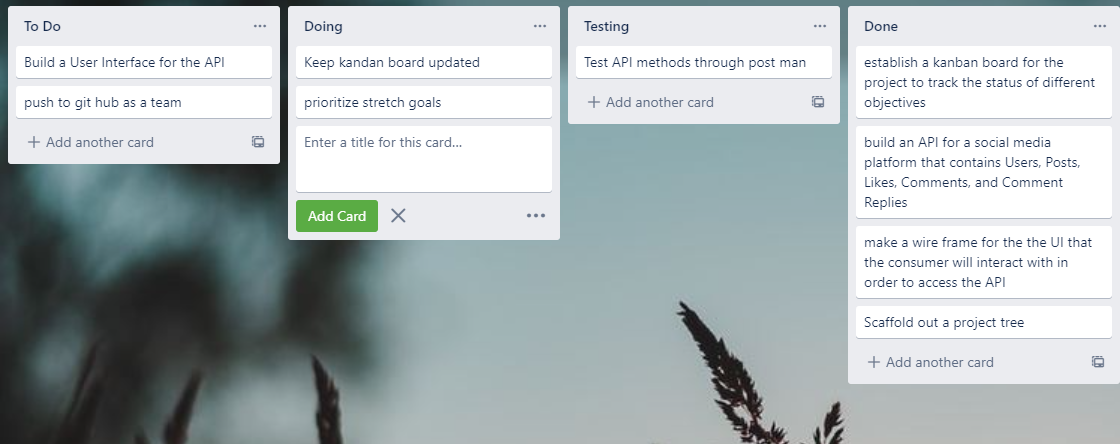 To Do
Build a User Interface for the API
push to git hub as a team
+ Add another card
Doing
Keep kandan board updated
prioritize stretch goals
Enter a title for this card...
Add Card
Testing
Test API methods through post man
+ Add another card
Done
establish a kanban board for the
project to track the status of different
objectives
build an API for a social media
platform that contains Users, Posts,
Likes, Comments, and Comment
Replies
make a wire frame for the the UI that
the consumer will interact with in
order to access the API
Scaffold out a project tree
+ Add another card